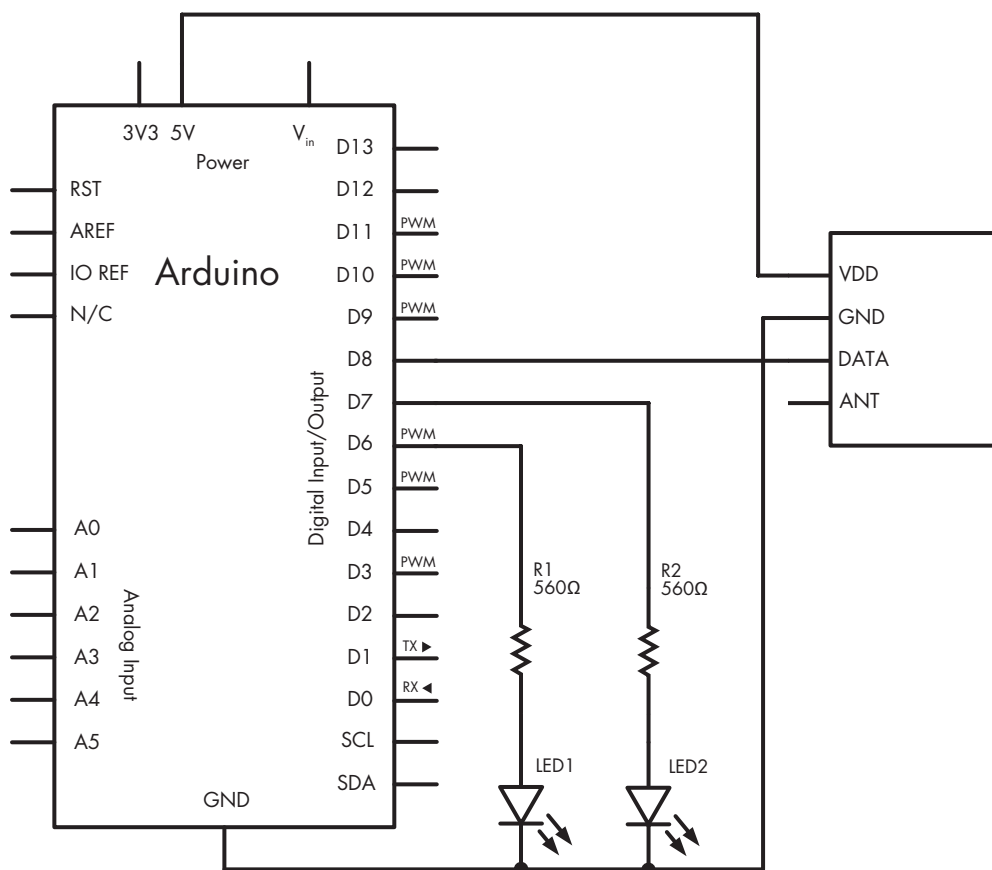 3V3 5V
V in
Power
RST
AREF
IO REF
N/C
Arduino
A0
A1
A2
A3
A4
A5
Analog Input
GND
Digital Input/Output
D13
D12
D11 PWM
D10 PWM
D9 PWM
D8
D7
D6 PWM
D5 PWM
D4
D3 PWM
D2
D1 TX ►
D0 RX ◄
SCL
SDA
R1
560Ω
R2
560Ω
LED1
LED2
VDD
GND
DATA
ANT